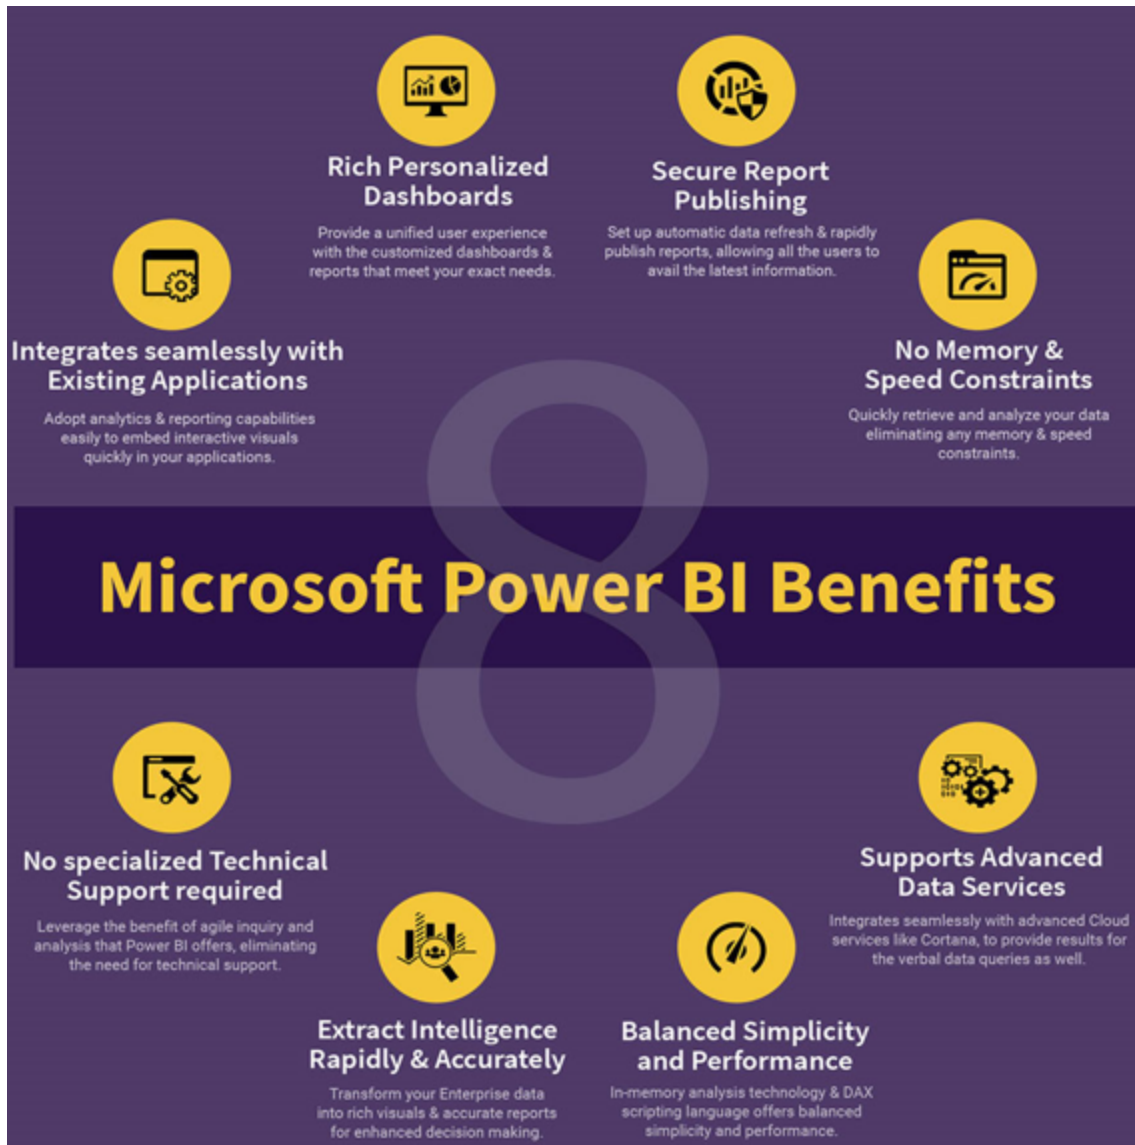 Rich Personalized
Dashboards
Provide a unified user experience
with the customized dashboards &
reports that meet your exact needs.
Secure Report
Publishing
Set up automatic data refresh & rapidly
publish reports, allowing all the users to
avail the latest information.
Integrates seamlessly with
Existing Applications
Adopt analytics & reporting capabilities
easily to embed interactive visuals
quickly in your applications.
No Memory &
Speed Constraints
Quickly retrieve and analyze your data
eliminating any memory & speed
constraints.
8
Microsoft Power BI Benefits
No specialized Technical
Support required
Leverage the benefit of agile inquiry and
analysis that Power BI offers, eliminating
the need for technical support.
Supports Advanced
Data Services
Integrates seamlessly with advanced Cloud
services like Cortana, to provide results for
the verbal data queries as well.
Extract Intelligence
Rapidly & Accurately
Transform your Enterprise data
into rich visuals & accurate reports
for enhanced decision making.
Balanced Simplicity
and Performance
In-memory analysis technology & DAX
scripting language offers balanced
simplicity and performance.